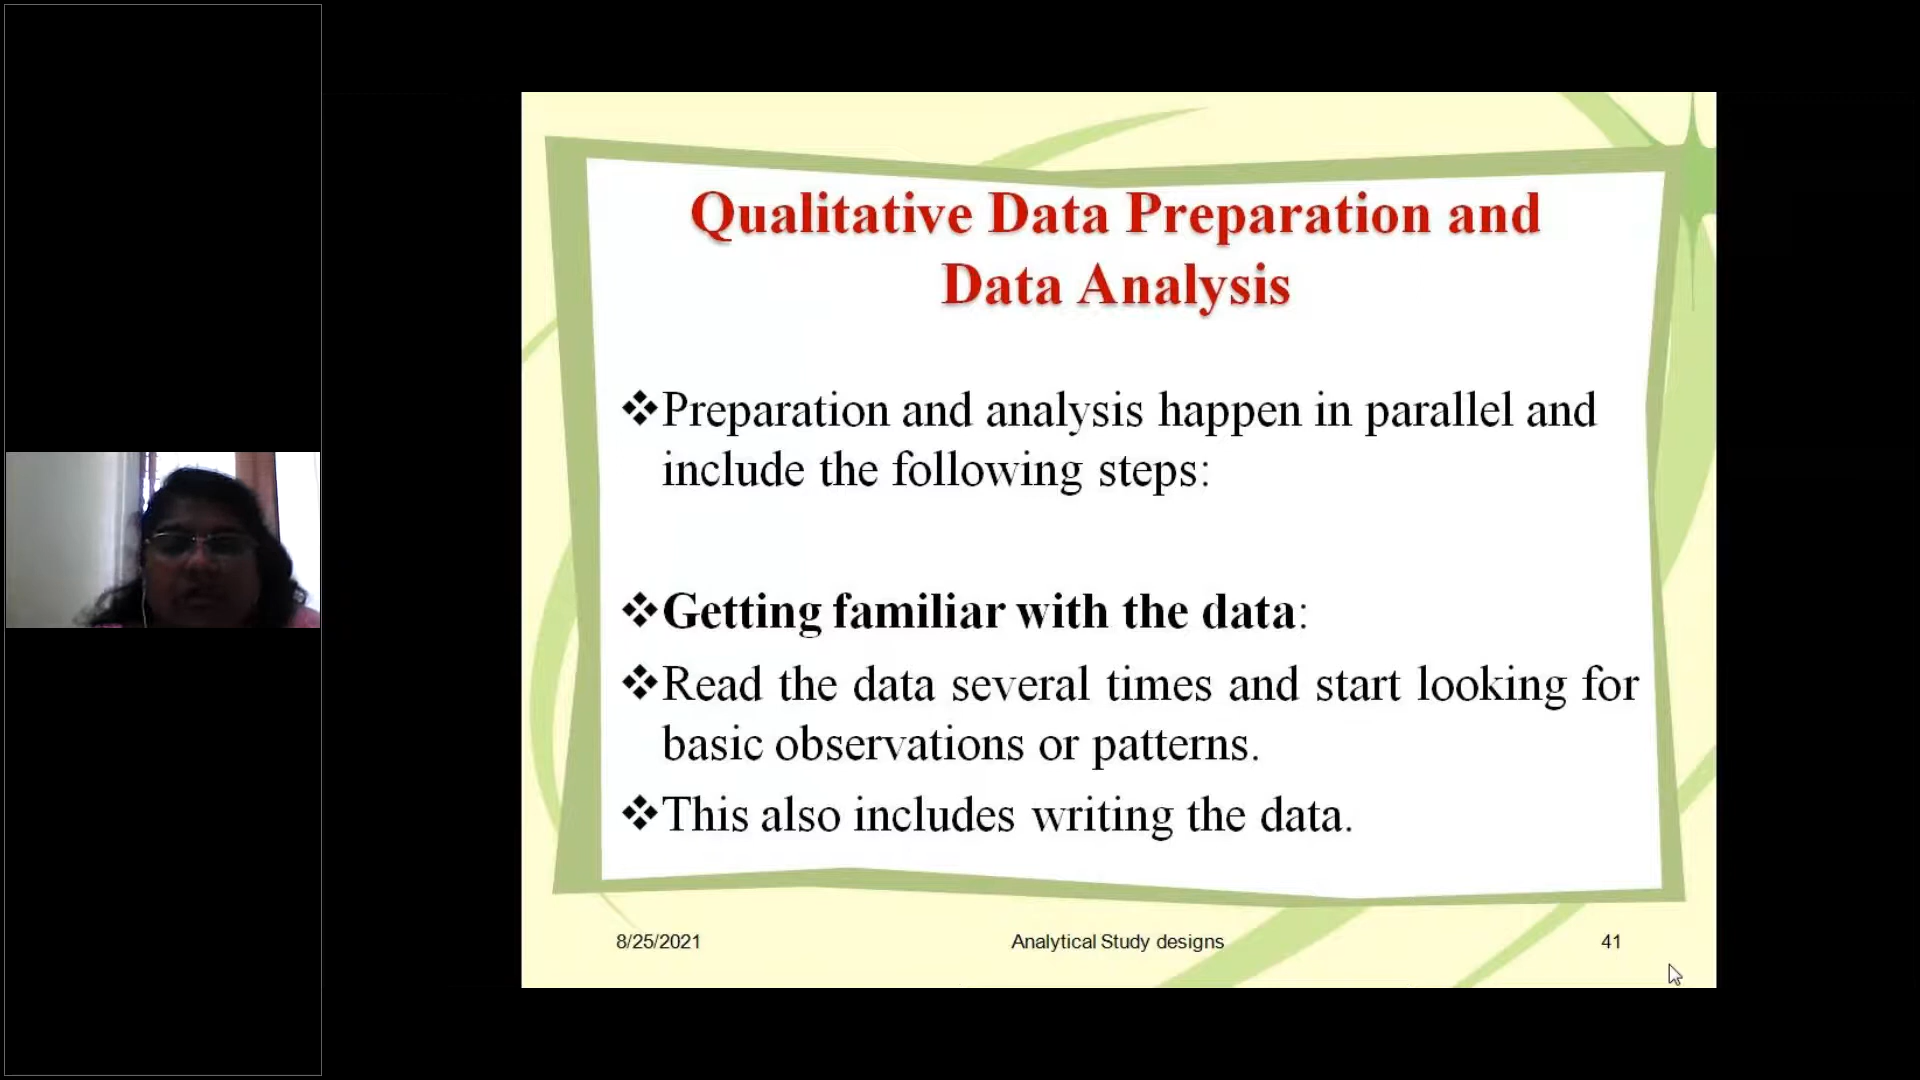 Qualitative Data Preparation and
Data Analysis
❖Preparation and analysis happen in parallel and
include the following steps:
❖Getting familiar with the data:
❖Read the data several times and start looking for
basic observations or patterns.
❖This also includes writing the data.
8/25/2021
Analytical Study designs
41